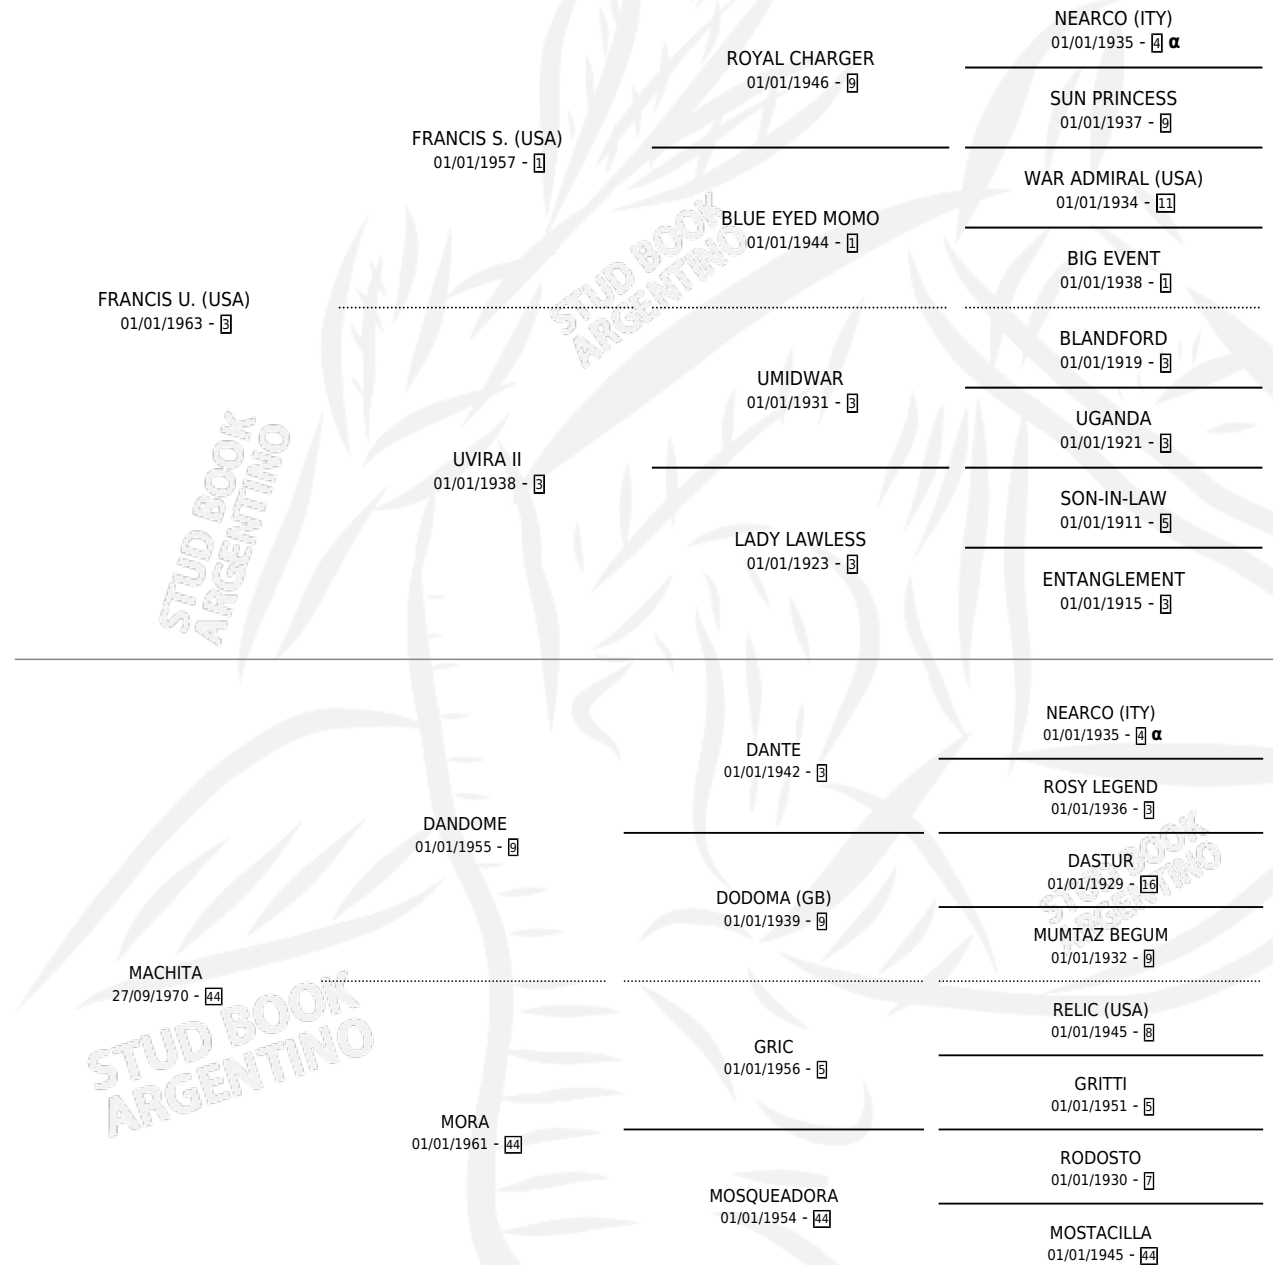 NEARCO (ITY)
01/01/1935 - 4 α
ROYAL CHARGER
01/01/1946 - 9
SUN PRINCESS
01/01/1937 - 9
FRANCIS S. (USA)
01/01/1957 - 1
WAR ADMIRAL (USA)
01/01/1934 - 11
BLUE EYED MOMO
01/01/1944 - 1
BIG EVENT
01/01/1938 - 1
FRANCIS U. (USA)
01/01/1963 - 3
BLANDFORD
01/01/1919 - 3
UMIDWAR
01/01/1931 - 3
UGANDA
01/01/1921 - 3
UVIRA II
01/01/1938 - 3
SON-IN-LAW
01/01/1911 - 5
LADY LAWLESS
01/01/1923 - 3
ENTANGLEMENT
01/01/1915 - 3
STUD BOOK
ARGENTINO
STUD BOOK
ARGENTINO
NEARCO (ITY)
01/01/1935 - 4 α
DANTE
01/01/1942 - 3
ROSY LEGEND
01/01/1936 - 3
DANDOME
01/01/1955 - 9
DASTUR
01/01/1929 - 16
DODOMA (GB)
01/01/1939 - 9
MUMTAZ BEGUM
01/01/1932 - 9
MACHITA
27/09/1970 - 44
RELIC (USA)
01/01/1945 - 8
GRIC
01/01/1956 - 5
GRITTI
01/01/1951 - 5
MORA
01/01/1961 - 44
RODOSTO
01/01/1930 - 7
MOSQUEADORA
01/01/1954 - 44
MOSTACILLA
01/01/1945 - 44
STUD BOOK
ARGENTINO
STUD BOOK
ARGENTINO